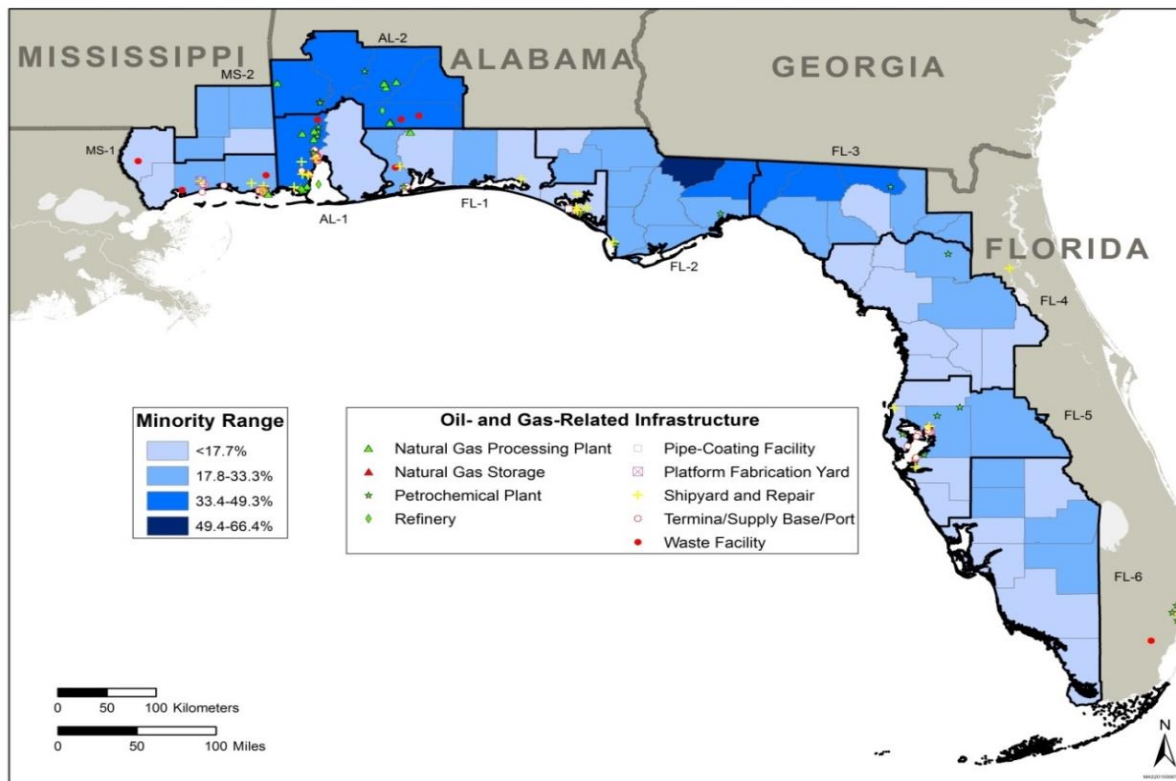 MISSISSIPPI
AL-2
ALABAMA
GEORGIA
MS-2
MS-1
FL-3
AL-1
FL-1
FL-2
FLORIDA
FL-4
FL-5
FL-6
Minority Range
<17.7%
17.8-33.3%
33.4-49.3%
49.4-66.4%
Oil- and Gas-Related Infrastructure
Natural Gas Processing Plant
Natural Gas Storage
Petrochemical Plant
Refinery
Pipe-Coating Facility
Platform Fabrication Yard
Shipyard and Repair
Termina/Supply Base/Port
Waste Facility
0 50 100 Kilometers
0 50 100 Miles
N